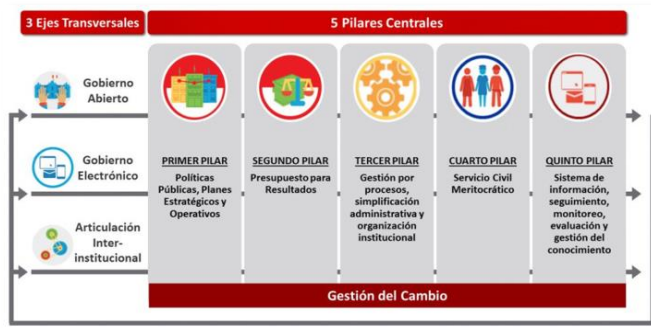 3 Ejes Transversales
5 Pilares Centrales
Gobierno
Abierto
Gobierno
Electrónico
Articulación
Inter-
institucional
PRIMER PILAR
Políticas
Públicas, Planes
Estratégicos y
Operativos
SEGUNDO PILAR
Presupuesto para
Resultados
TERCER PILAR
Gestión por
procesos,
simplificación
administrativa y
organización
institucional
CUARTO PILAR
Servicio Civil
Meritocrático
QUINTO PILAR
Sistema de
información,
seguimiento,
monitoreo,
evaluación y
gestión del
conocimiento
Gestión del Cambio